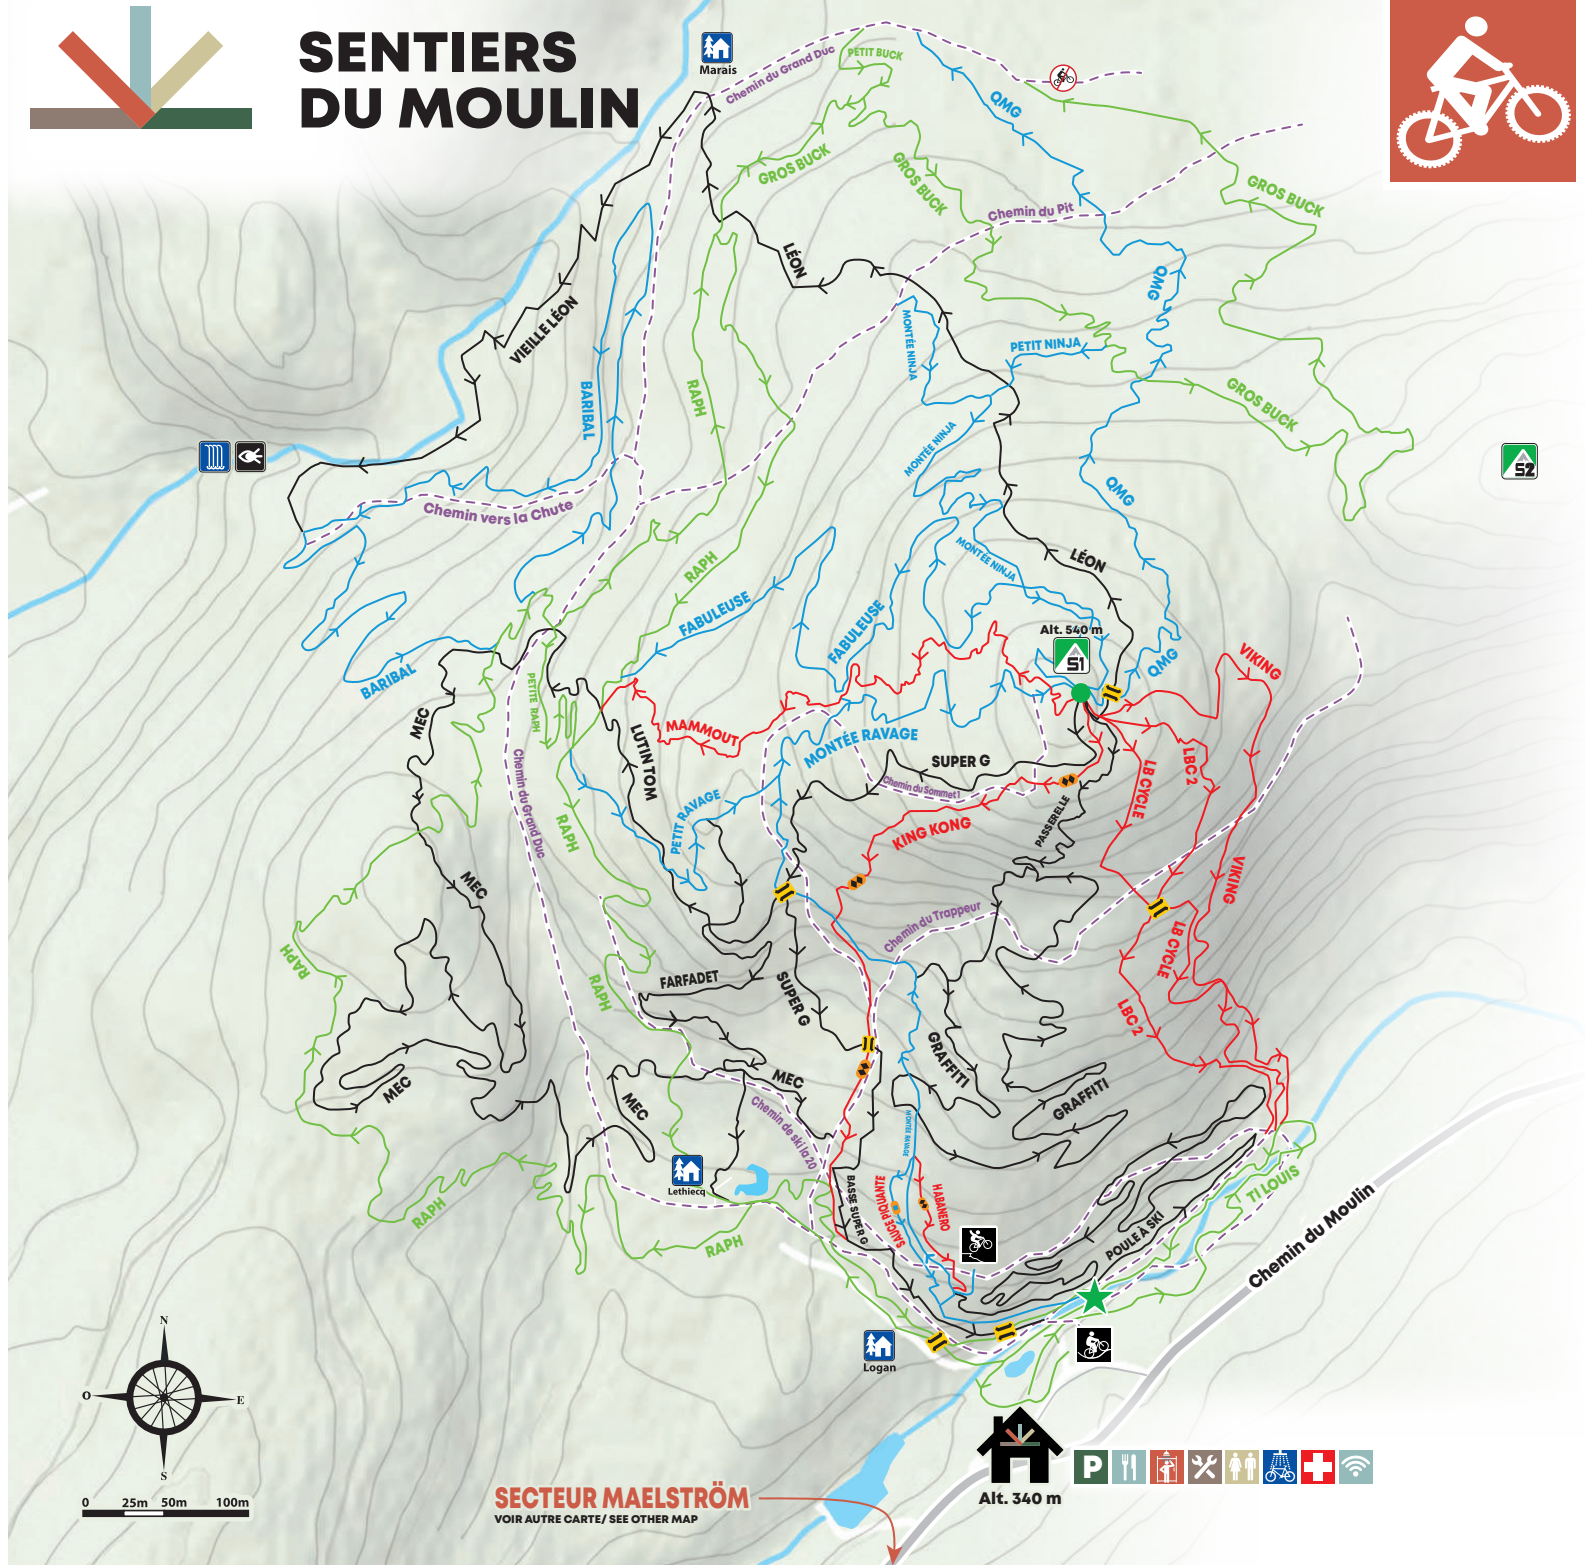 SENTIERS
DU MOULIN
Marais
Chemin du Grand Duc
PETIT BUCK
QMG
GROS BUCK
GROS BUCK
GROS BUCK
Chemin du Pit
LÉON
QMG
VIEILLE LÉON
MONTÉE NINJA
PETIT NINJA
BARIBAL
RAPH
GROS BUCK
MONTÉE NINJA
S2
QMG
Chemin vers la Chute
MONTÉE NINJA
LÉON
RAPH
FABULEUSE
FABULEUSE
Alt. 540 m
S1
QMG
VIKING
BARIBAL
PETITE RAPH
MEC
MAMMOUT
MONTÉE RAVAGE
LUTIN TOM
SUPER G
LBC 2
LB CYCLE
Chemin du Grand Duc
Chemin du Sommet 1
PETIT RAVAGE
RAPH
KING KONG
PASSERELLE
MEC
VIKING
Chemin du Trappeur
RAPH
LB CYCLE
FARFADET
RAPH
SUPER G
LBC 2
GRAFFITI
MEC
MEC
MEC
GRAFFITI
Chemin de ski la 20
MONTÉE RAVAGE
Lethiecq
BASSE SUPER G
SAUCE PIQUANTE
HABANERO
TI LOUIS
RAPH
RAPH
POULE À SKI
Chemin du Moulin
N
O
E
S
Logan
0 25m 50m 100m
SECTEUR MAELSTRÖM
VOIR AUTRE CARTE/ SEE OTHER MAP
P
Alt. 340 m